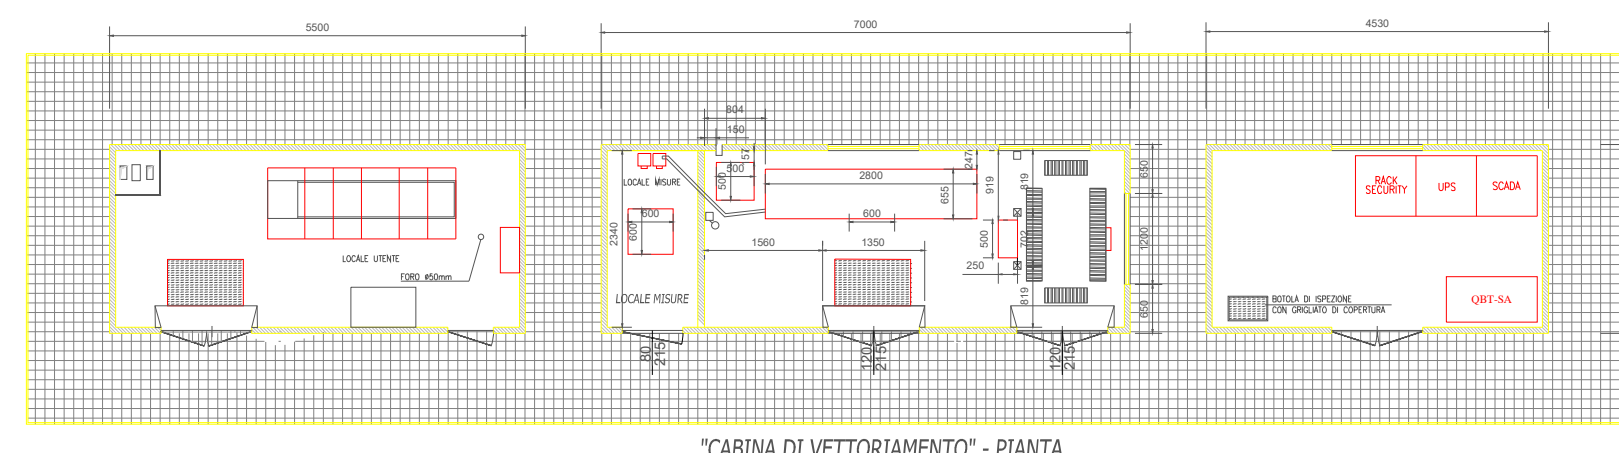 5500
7000
4530
804
150
57
247
500
500
LOCALE MISURE
2800
655
919
819
650
RACK
SECURITY
UPS
SCADA
600
600
600
2340
500
702
1200
1560
1350
LOCALE UTENTE
250
FORO ø50mm
LOCALE MISURE
819
650
BOTOLA DI ISPEZIONE
CON GRIGLIATO DI COPERTURA
QBT-SA
80
215
120
215
120
215
"CABINA DI VETTORIAMENTO" - PIANTA